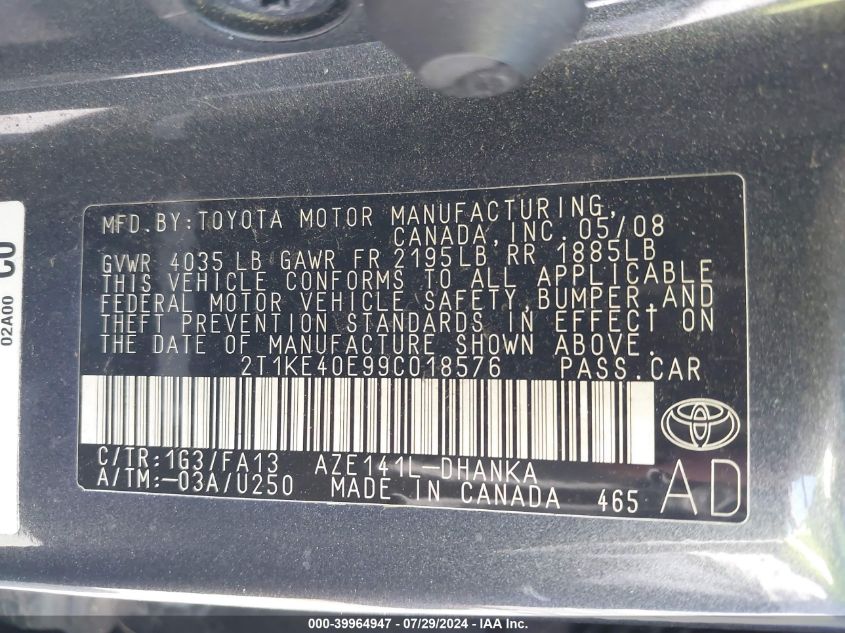 MFD.BY:TOYOTA MOTOR MANUFACTURING,
CANADA,INC. 05/08
GVWR 4035LB GAWR FR 2195LB RR 1885LB
THIS VEHICLE CONFORMS TO ALL APPLICABLE
FEDERAL MOTOR VEHICLE SAFETY,BUMPER,AND
THEFT PREVENTION STANDARDS IN EFFECT ON
THE DATE OF MANUFACTURE SHOWN ABOVE.
2T1KE40E99C018576 PASS.CAR
C/TR:1G3/FA13 AZE141L-DHANKA
A/TM:-03A/U250 MADE IN CANADA 465
AD
02A00
000-39964947 - 07/29/2024 - IAA Inc.